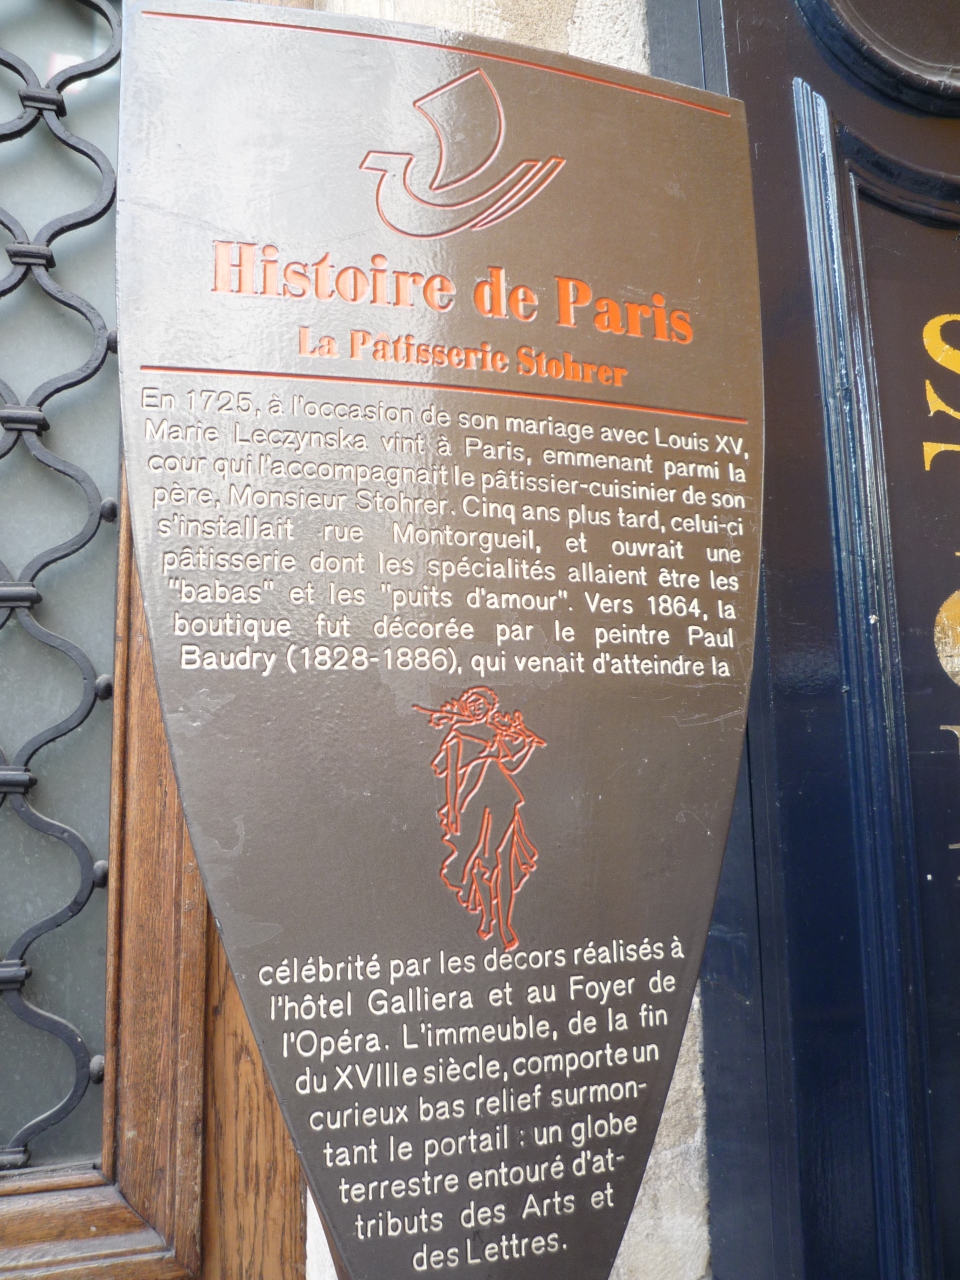 Histoire de Paris
La Patisserie Stohrer
En 1725, à l'occasion de son mariage avec Louis XV,
Marie Leczynska vint à Paris, emmenant parmi la
cour qui l'accompagnait le pâtissier-cuisinier de son
père, Monsieur Stohrer. Cinq ans plus tard, celui-ci
s'installait rue Montorgueil, et ouvrait une
pâtisserie dont les spécialités allaient être les
"babas" et les "puits d'amour". Vers 1864, la
boutique fut décorée par le peintre Paul
Baudry (1828-1886), qui venait d'atteindre la
célébrité par les décors réalisés à
l'hôtel Galliera et au Foyer de
l'Opéra. L'immeuble, de la fin
du XVIIIe siècle, comporte un
curieux bas relief surmon-
tant le portail : un globe
terrestre entouré d'at-
tributs des Arts et
des Lettres.